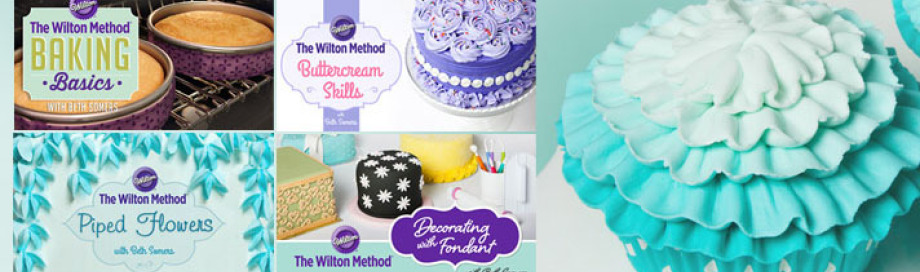 Wilton
The Wilton Method®
BAKING
Basics
WITH BETH SOMERS
Wilton
The Wilton Method®
Buttercream
Skills
with Beth Somers
Wilton
The Wilton Method®
Piped Flowers
with Beth Somers
Wilton
The Wilton Method®
Decorating
with Fondant